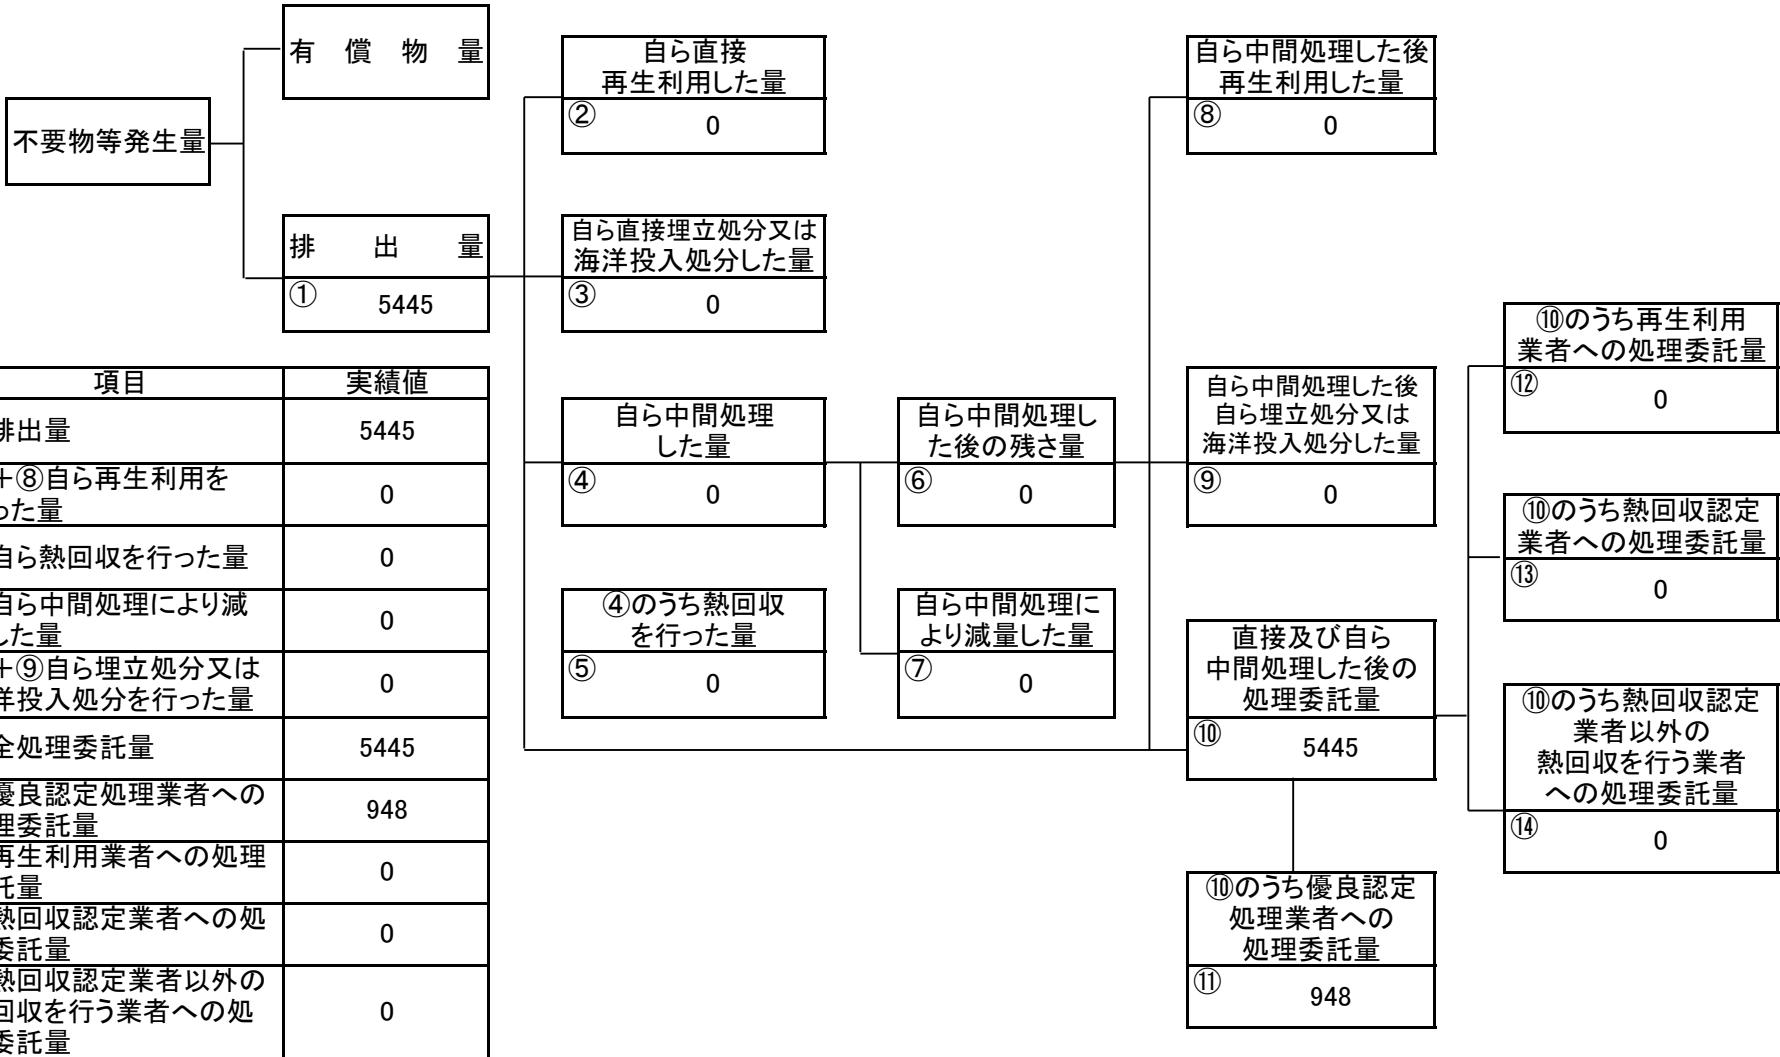 有償物量
不要物等発生量
排出量
① 5445
自ら直接
再生利用した量
② 0
自ら直接埋立処分又は
海洋投入処分した量
③ 0
自ら中間処理
した量
④ 0
④のうち熱回収
を行った量
⑤ 0
自ら中間処理し
た後の残さ量
⑥ 0
自ら中間処理に
より減量した量
⑦ 0
自ら中間処理した後
再生利用した量
⑧ 0
自ら中間処理した後
自ら埋立処分又は
海洋投入処分した量
⑨ 0
直接及び自ら
中間処理した後の
処理委託量
⑩ 5445
⑩のうち優良認定
処理業者への
処理委託量
⑪ 948
⑩のうち再生利用
業者への処理委託量
⑫ 0
⑩のうち熱回収認定
業者への処理委託量
⑬ 0
⑩のうち熱回収認定
業者以外の
熱回収を行う業者
への処理委託量
⑭ 0
項目 実績値
排出量 5445
+⑧自ら再生利用を
った量 0
自ら熱回収を行った量 0
自ら中間処理により減
した量 0
+⑨自ら埋立処分又は
洋投入処分を行った量 0
全処理委託量 5445
優良認定処理業者への
理委託量 948
再生利用業者への処理
託量 0
熱回収認定業者への処
委託量 0
熱回収認定業者以外の
回収を行う業者への処
委託量 0